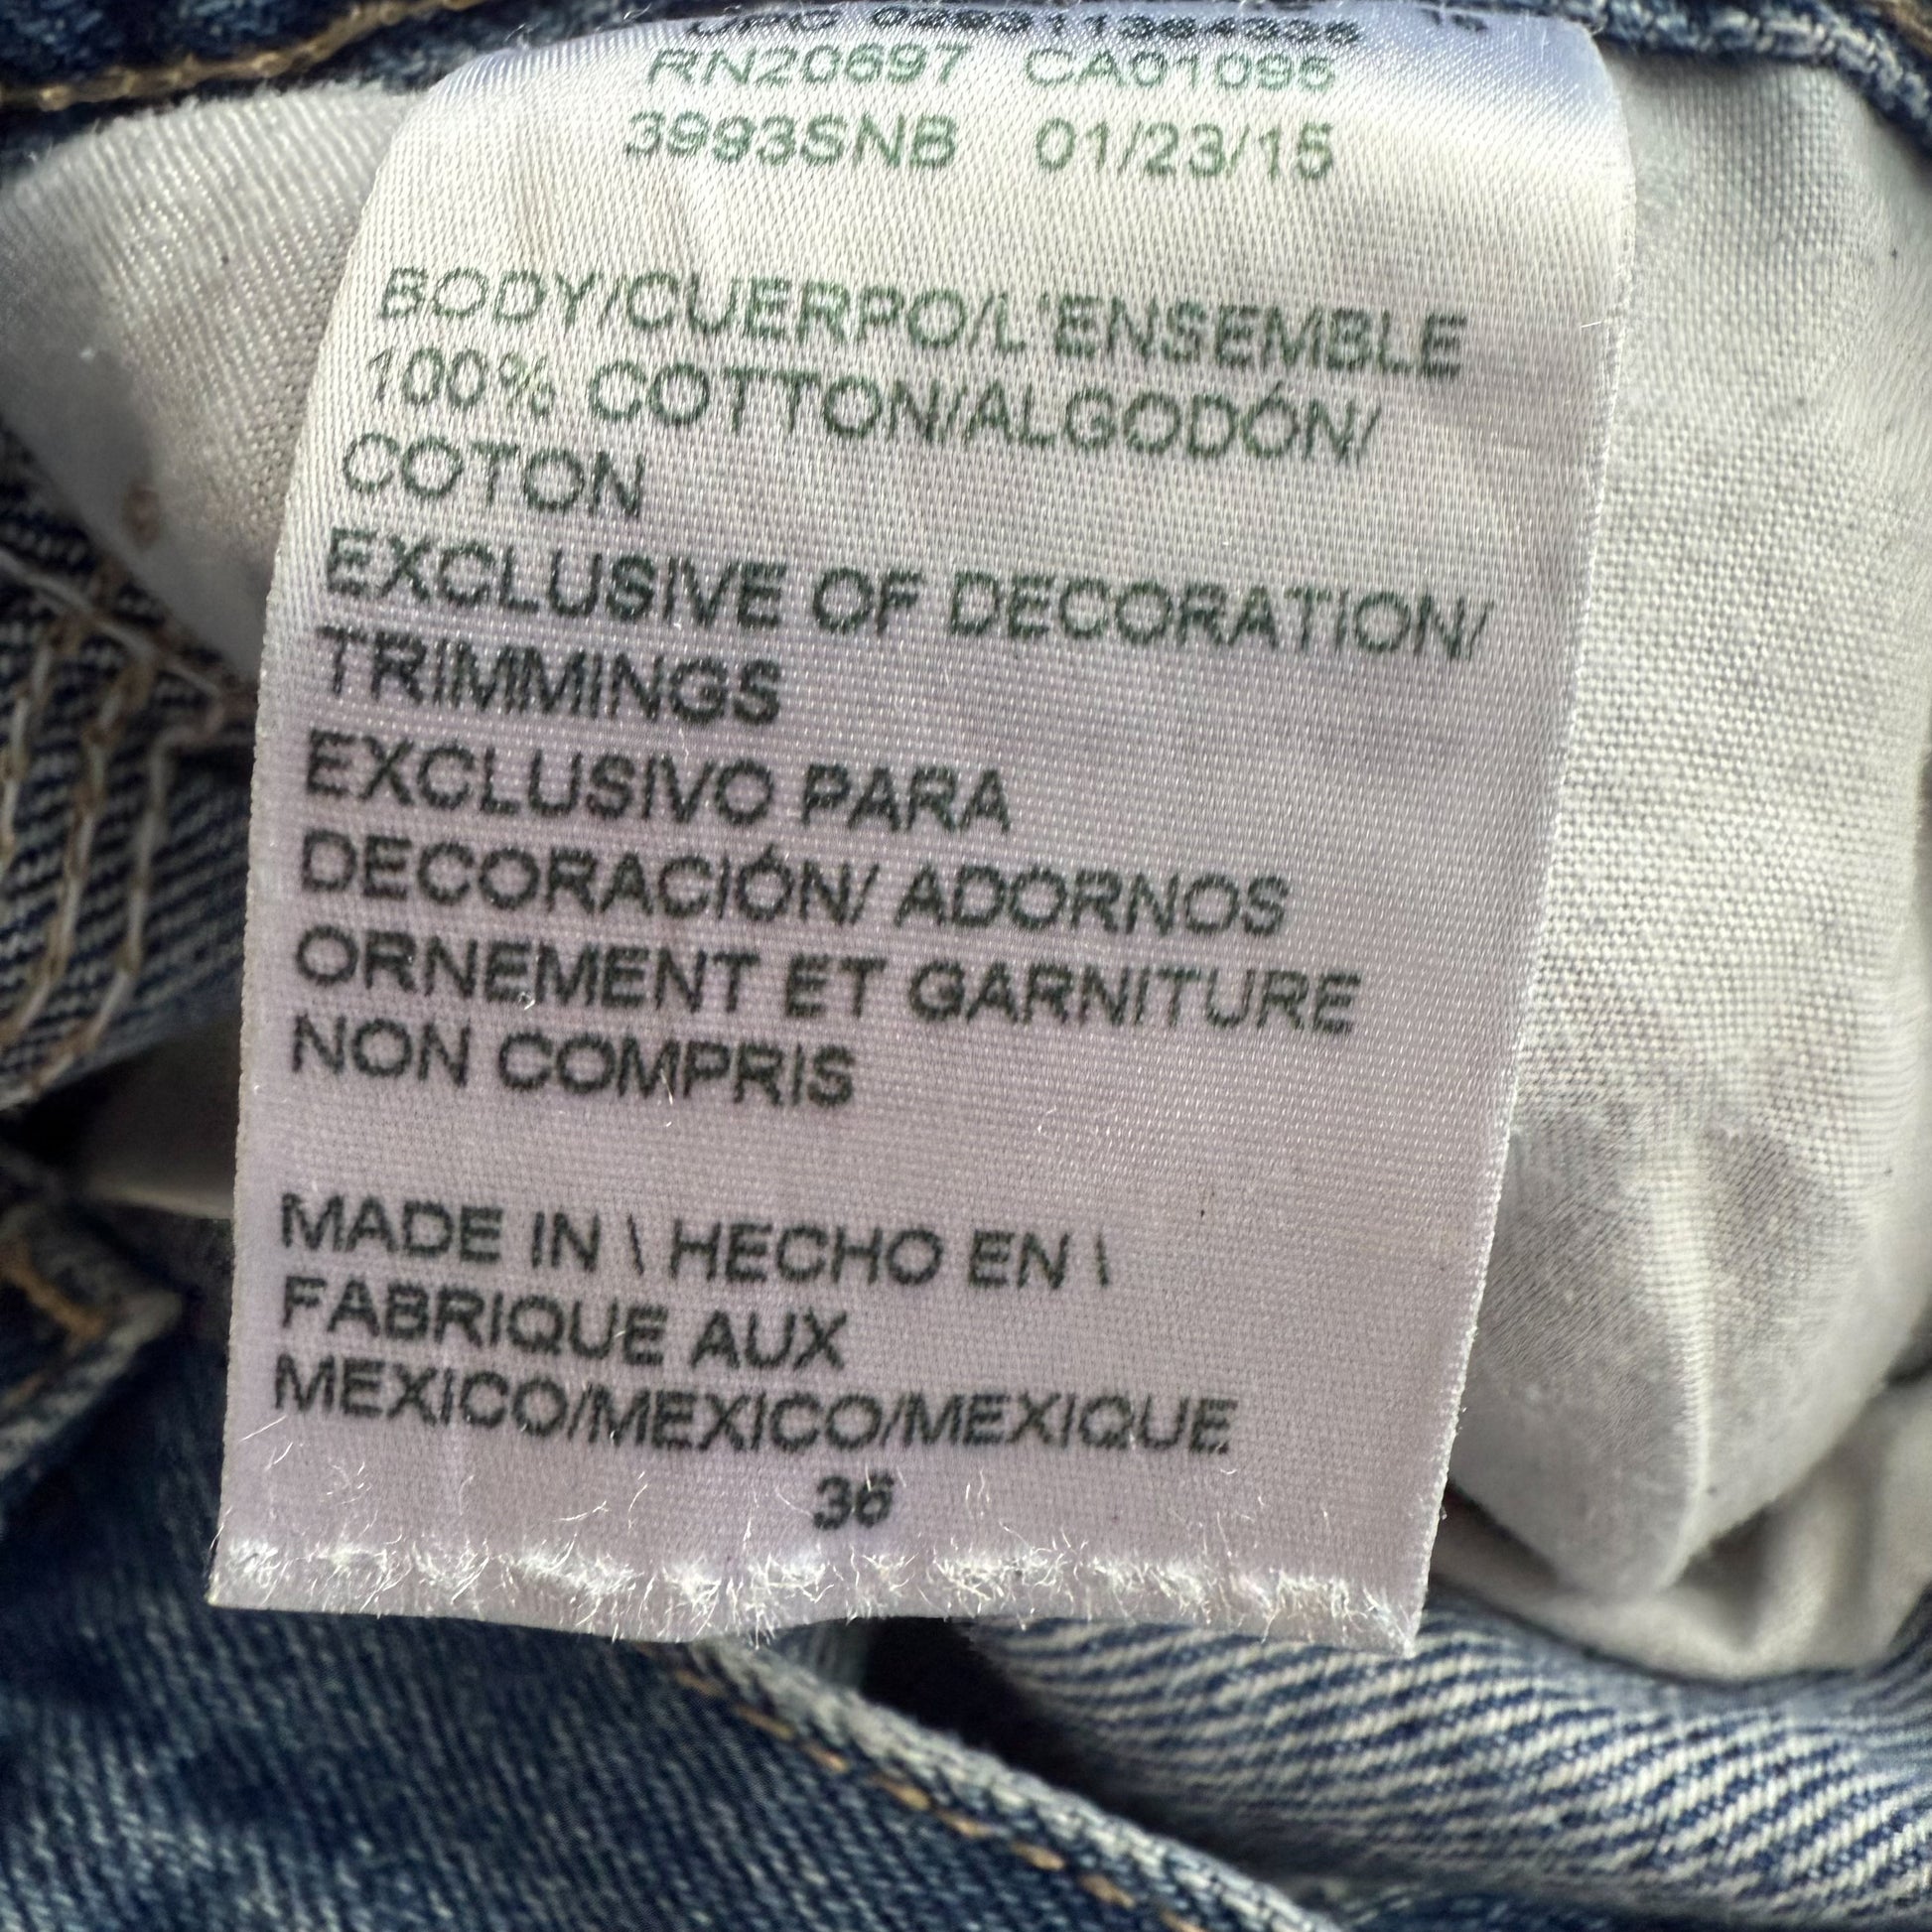 RN20697 CA01096
3993SNB 01/23/15
BODY/CUERPO/L'ENSEMBLE
100% COTTON/ALGODÓN/
COTON
EXCLUSIVE OF DECORATION/
TRIMMINGS
EXCLUSIVO PARA
DECORACIÓN/ ADORNOS
ORNEMENT ET GARNITURE
NON COMPRIS
MADE IN \ HECHO EN \
FABRIQUE AUX
MEXICO/MEXICO/MEXIQUE
36